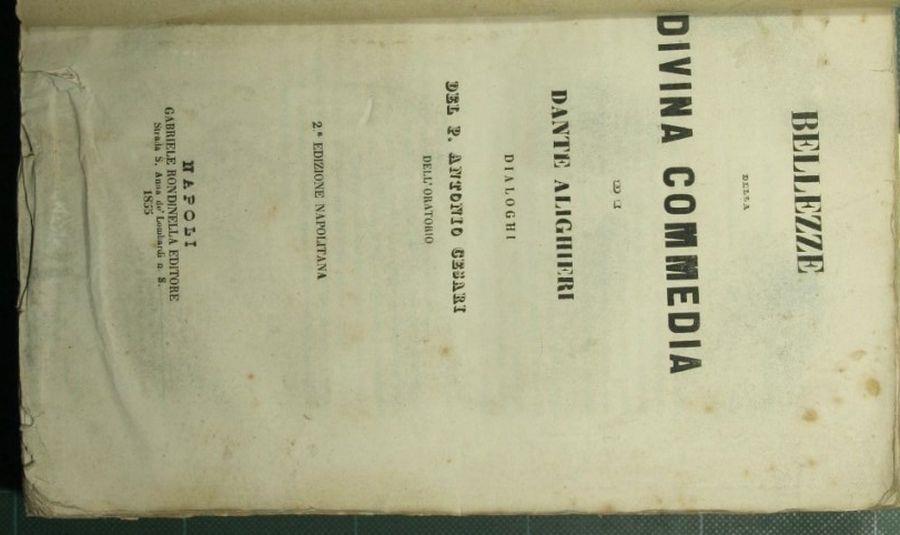 BELLEZZE
DELLA
DIVINA COMMEDIA
DI
DANTE ALIGHIERI
DIALOGHI
DEL P. ANTONIO CESARI
DELL' ORATORIO
2.ª EDIZIONE NAPOLITANA
NAPOLI
GABRIELE RONDINELLA EDITORE
Strada S. Anna de' Lombardi n. 8.
1855